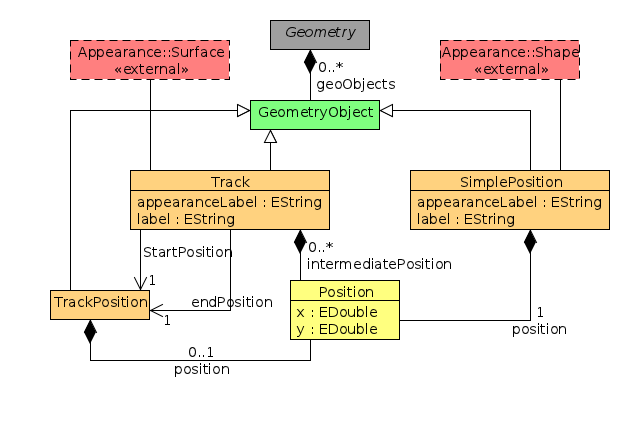 Geometry
Appearance::Surface
«external»
Appearance::Shape
«external»
0..*
geoObjects
GeometryObject
Track
appearanceLabel : EString
label : EString
SimplePosition
appearanceLabel : EString
label : EString
StartPosition
0..*
intermediatePosition
1
TrackPosition
endPosition
1
Position
x : EDouble
y : EDouble
1
position
0..1
position